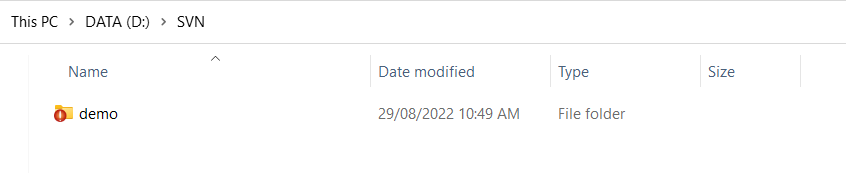 This PC > DATA (D:) > SVN
Name Date modified Type Size
demo 29/08/2022 10:49 AM File folder